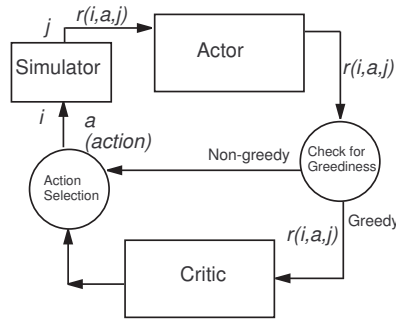 j r(i,a,j)
Actor
Simulator
r(i,a,j)
i a
(action)
Non-greedy
Check for
Greediness
Action
Selection
r(i,a,j) Greedy
Critic